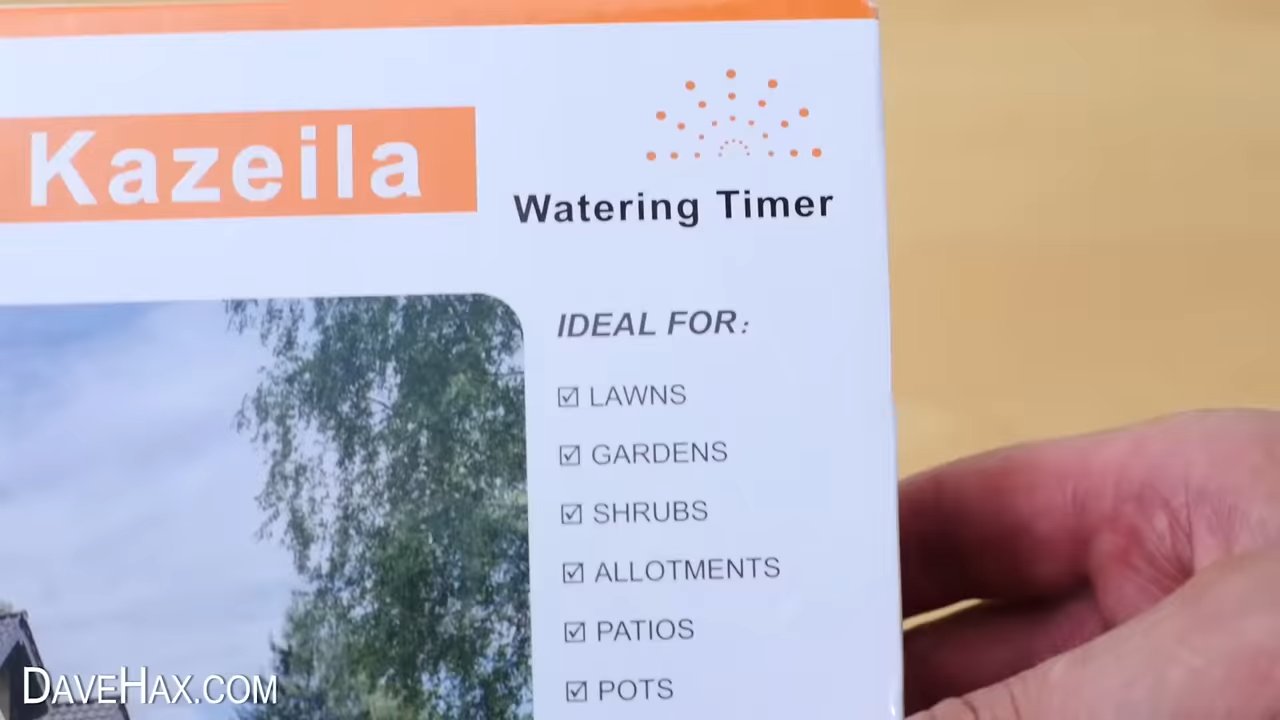 Kazeila
Watering Timer
IDEAL FOR:
☑ LAWNS
☑ GARDENS
☑ SHRUBS
☑ ALLOTMENTS
☑ PATIOS
☑ POTS
DAVEHAX.COM